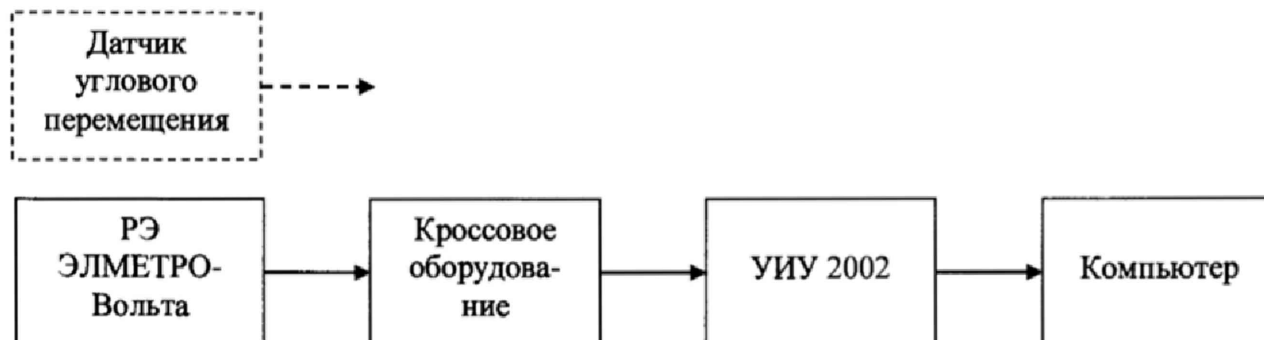 Датчик
углового
перемещения
РЭ
ЭЛМЕТРО-
Вольта
Кроссовое
оборудова-
ние
УИУ 2002
Компьютер